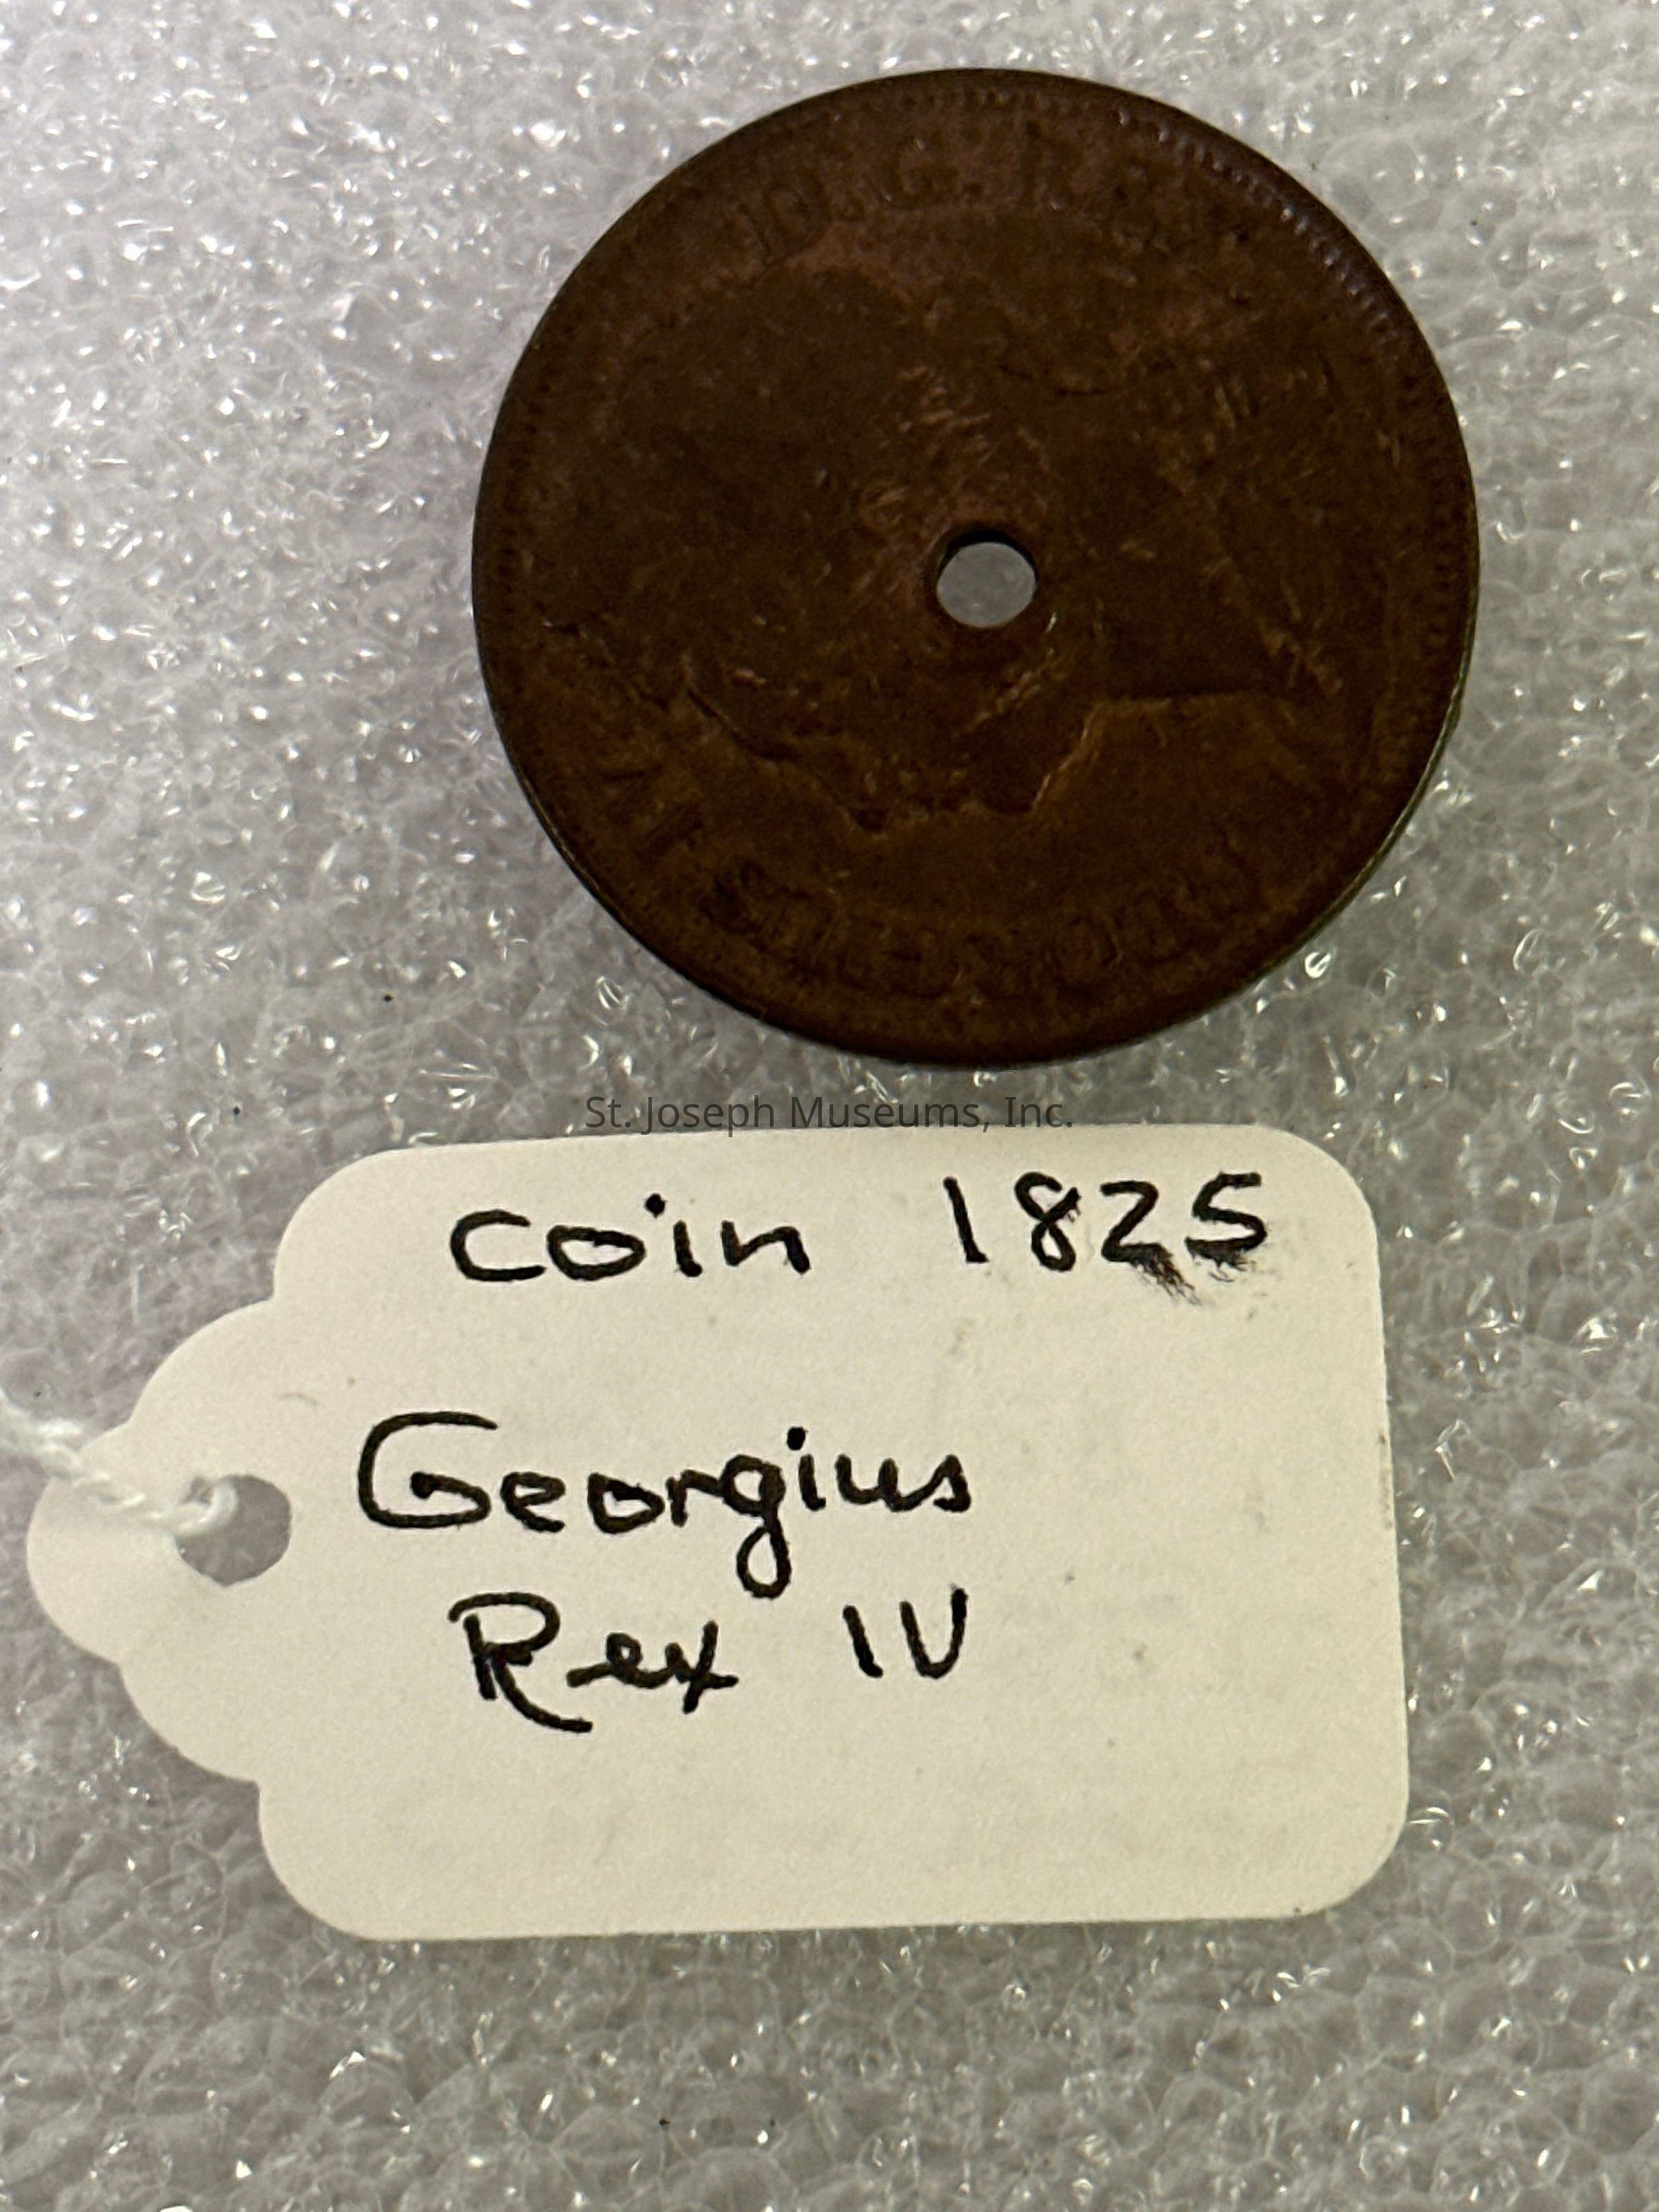 St. Joseph Museums, Inc.
coin 1825
Georgius
Rex IV